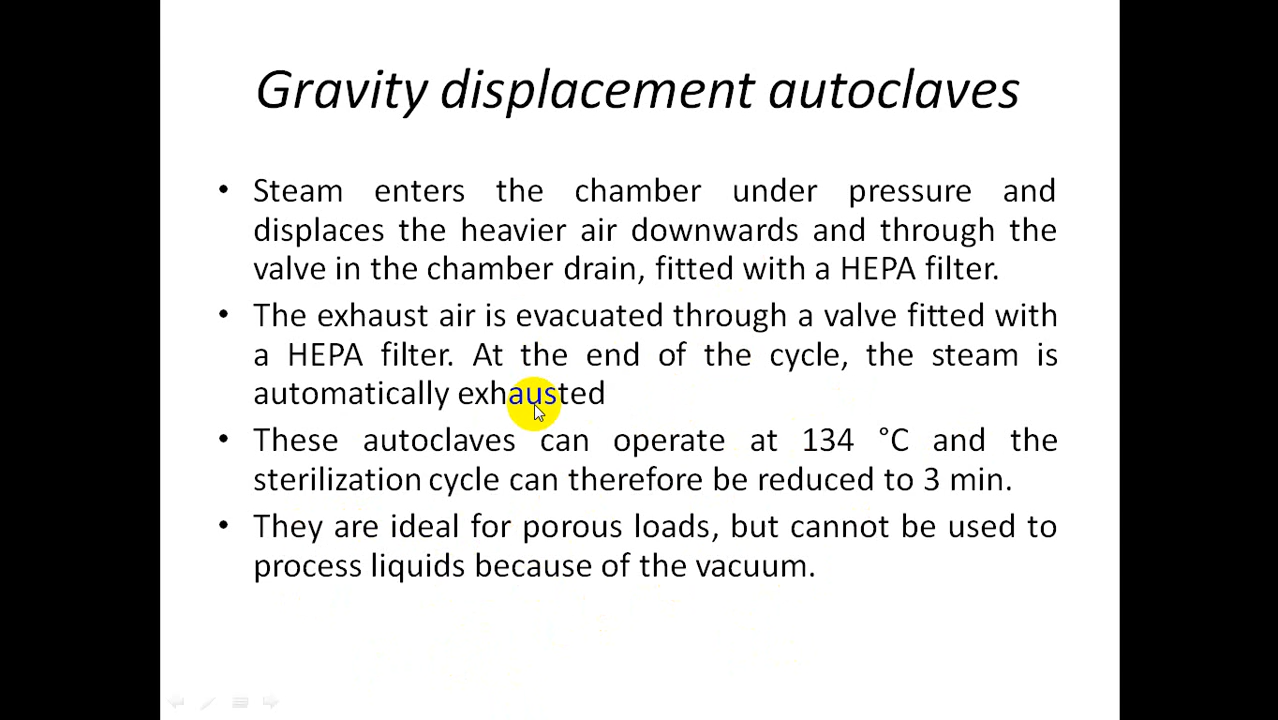 Gravity displacement autoclaves
• Steam enters the chamber under pressure and
displaces the heavier air downwards and through the
valve in the chamber drain, fitted with a HEPA filter.
• The exhaust air is evacuated through a valve fitted with
a HEPA filter. At the end of the cycle, the steam is
automatically exhausted
• These autoclaves can operate at 134 °C and the
sterilization cycle can therefore be reduced to 3 min.
• They are ideal for porous loads, but cannot be used to
process liquids because of the vacuum.